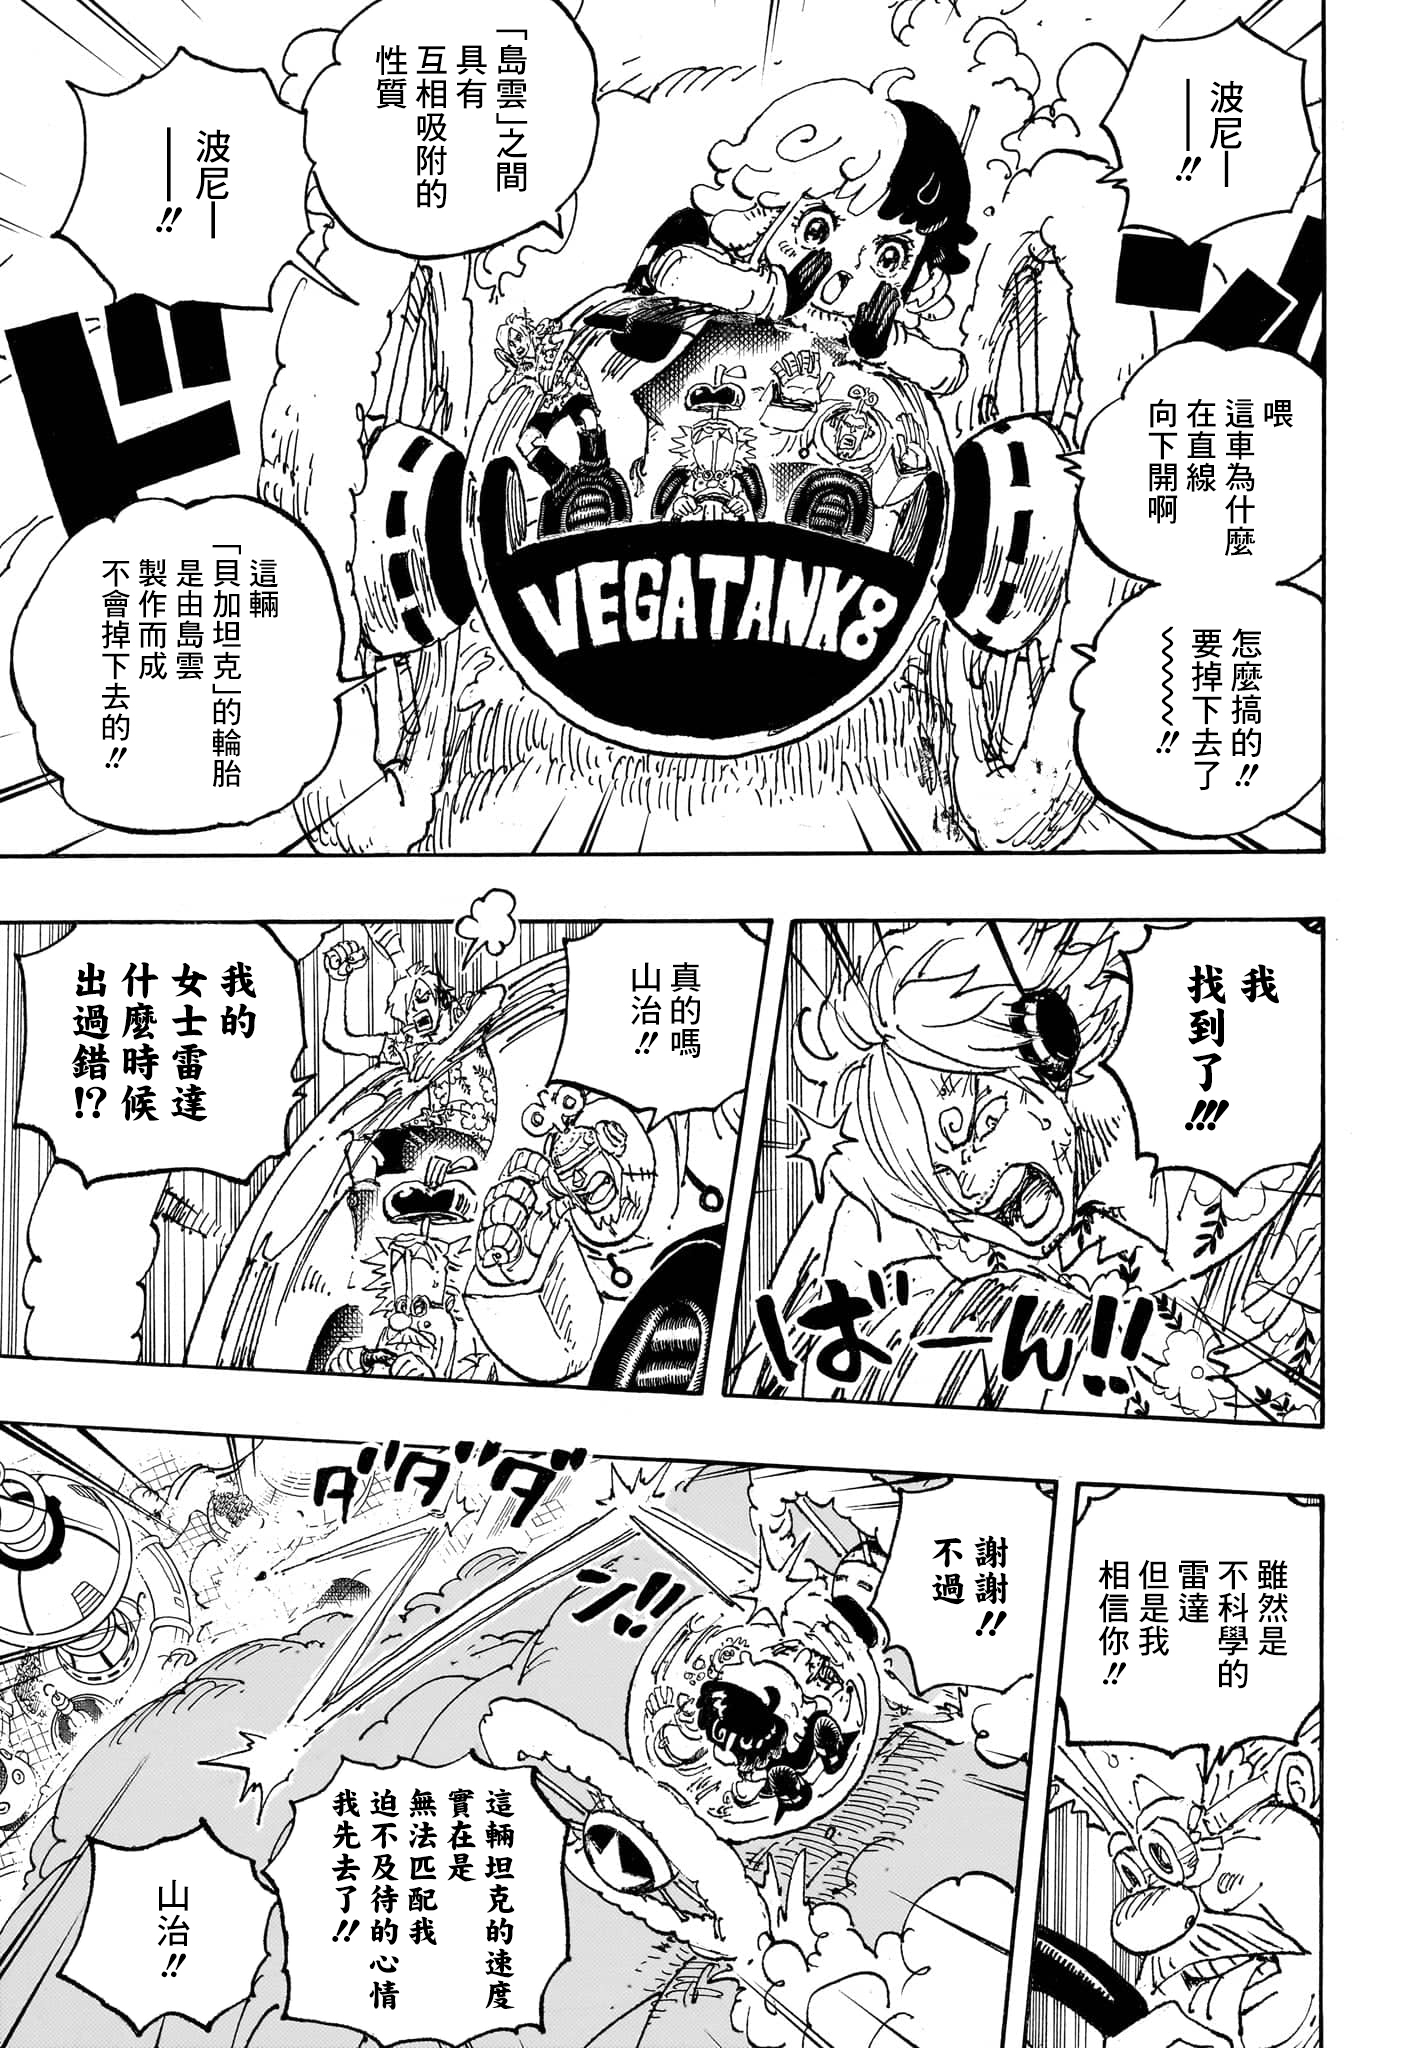 波尼ー
ーー!!
「島雲」之間
具有
互相吸附的
性質
波尼ー
ーー!!
喂
這車為什麼
在直線
向下開啊
怎麼搞的!!
要掉下去了
～～～～!!
這輛
「貝加坦克」的輪胎
是由島雲
製作而成
不會掉下去的!!
VEGATANK8
ド
ン
我
找到了!!!
ばーん!!
真的嗎
山治!!
我的
女士雷達
什麼時候
出過錯!?
雖然是
不科學的
雷達
但是我
相信你!!
謝謝!!
不過
ダダダ
ン!!
這輛坦克的速度
實在是
無法匹配我
迫不及待的心情
我先去了!!
山治!!